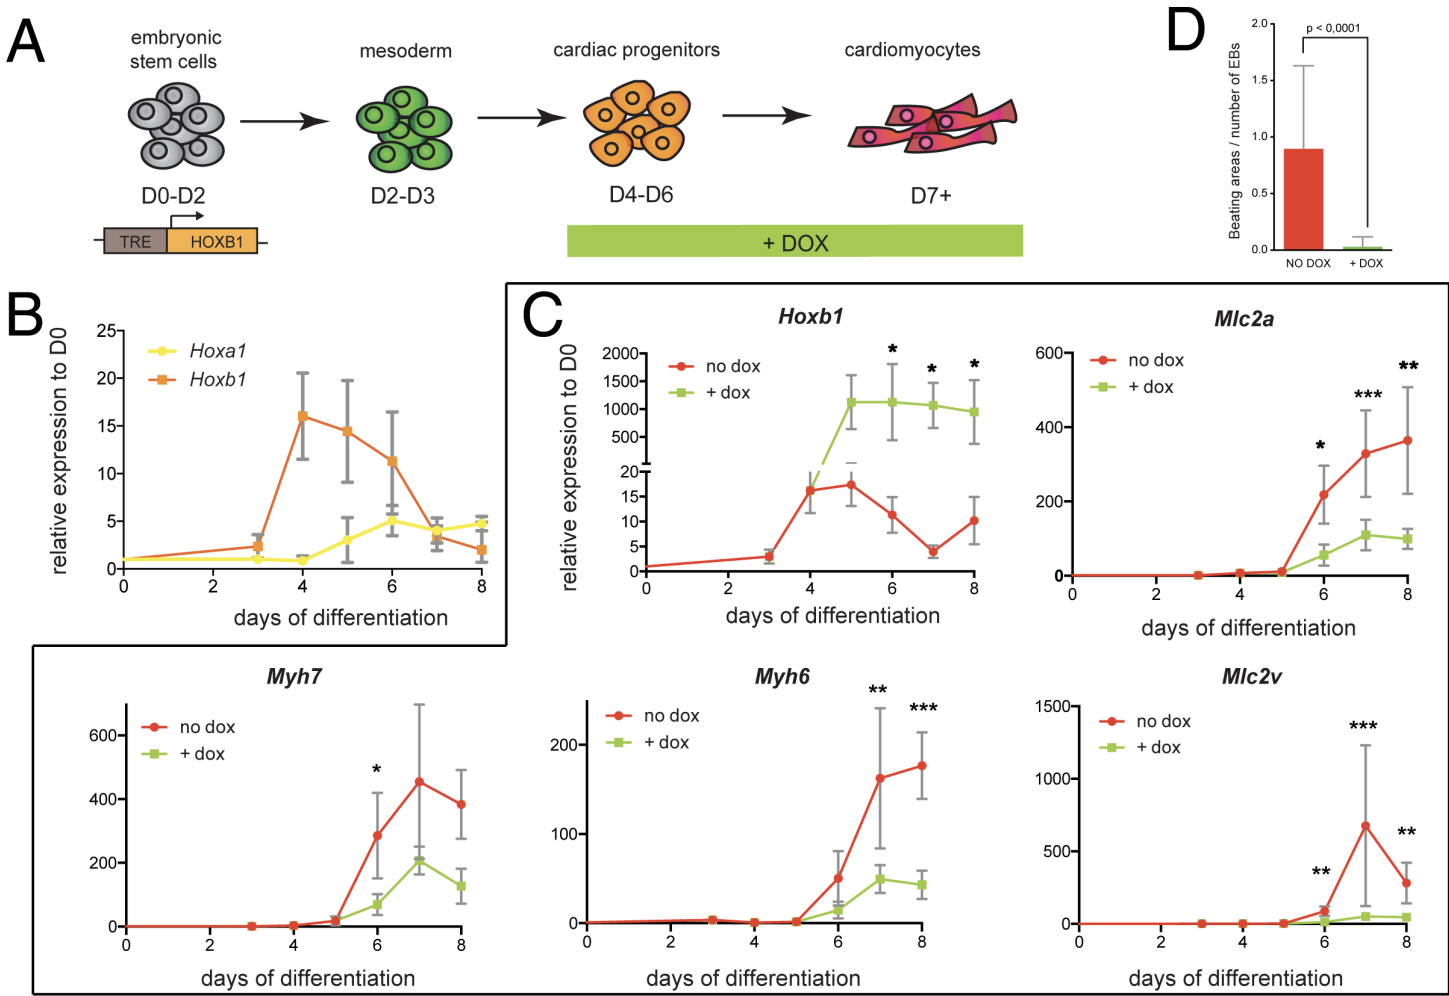 A
embryonic
stem cells
mesoderm
cardiac progenitors
cardiomyocytes
D0-D2
D2-D3
D4-D6
D7+
TRE
HOXB1
+ DOX
D
p < 0,0001
Beating areas / number of EBs
2.0
1.5
1.0
0.5
0.0
NO DOX
+ DOX
B
relative expression to D0
25
20
15
10
5
0
Hoxa1
Hoxb1
0
2
4
6
8
days of differentiation
C
Hoxb1
relative expression to D0
2000
1500
1000
500
20
15
10
5
0
no dox
+ dox
*
*
*
0
2
4
6
8
days of differentiation
Mlc2a
600
400
200
0
no dox
+ dox
*
***
**
0
2
4
6
8
days of differentiation
Myh7
600
400
200
0
no dox
+ dox
*
0
2
4
6
8
days of differentiation
Myh6
200
100
0
no dox
+ dox
**
***
0
2
4
6
8
days of differentiation
Mlc2v
1500
1000
500
0
no dox
+ dox
**
***
**
0
2
4
6
8
days of differentiation